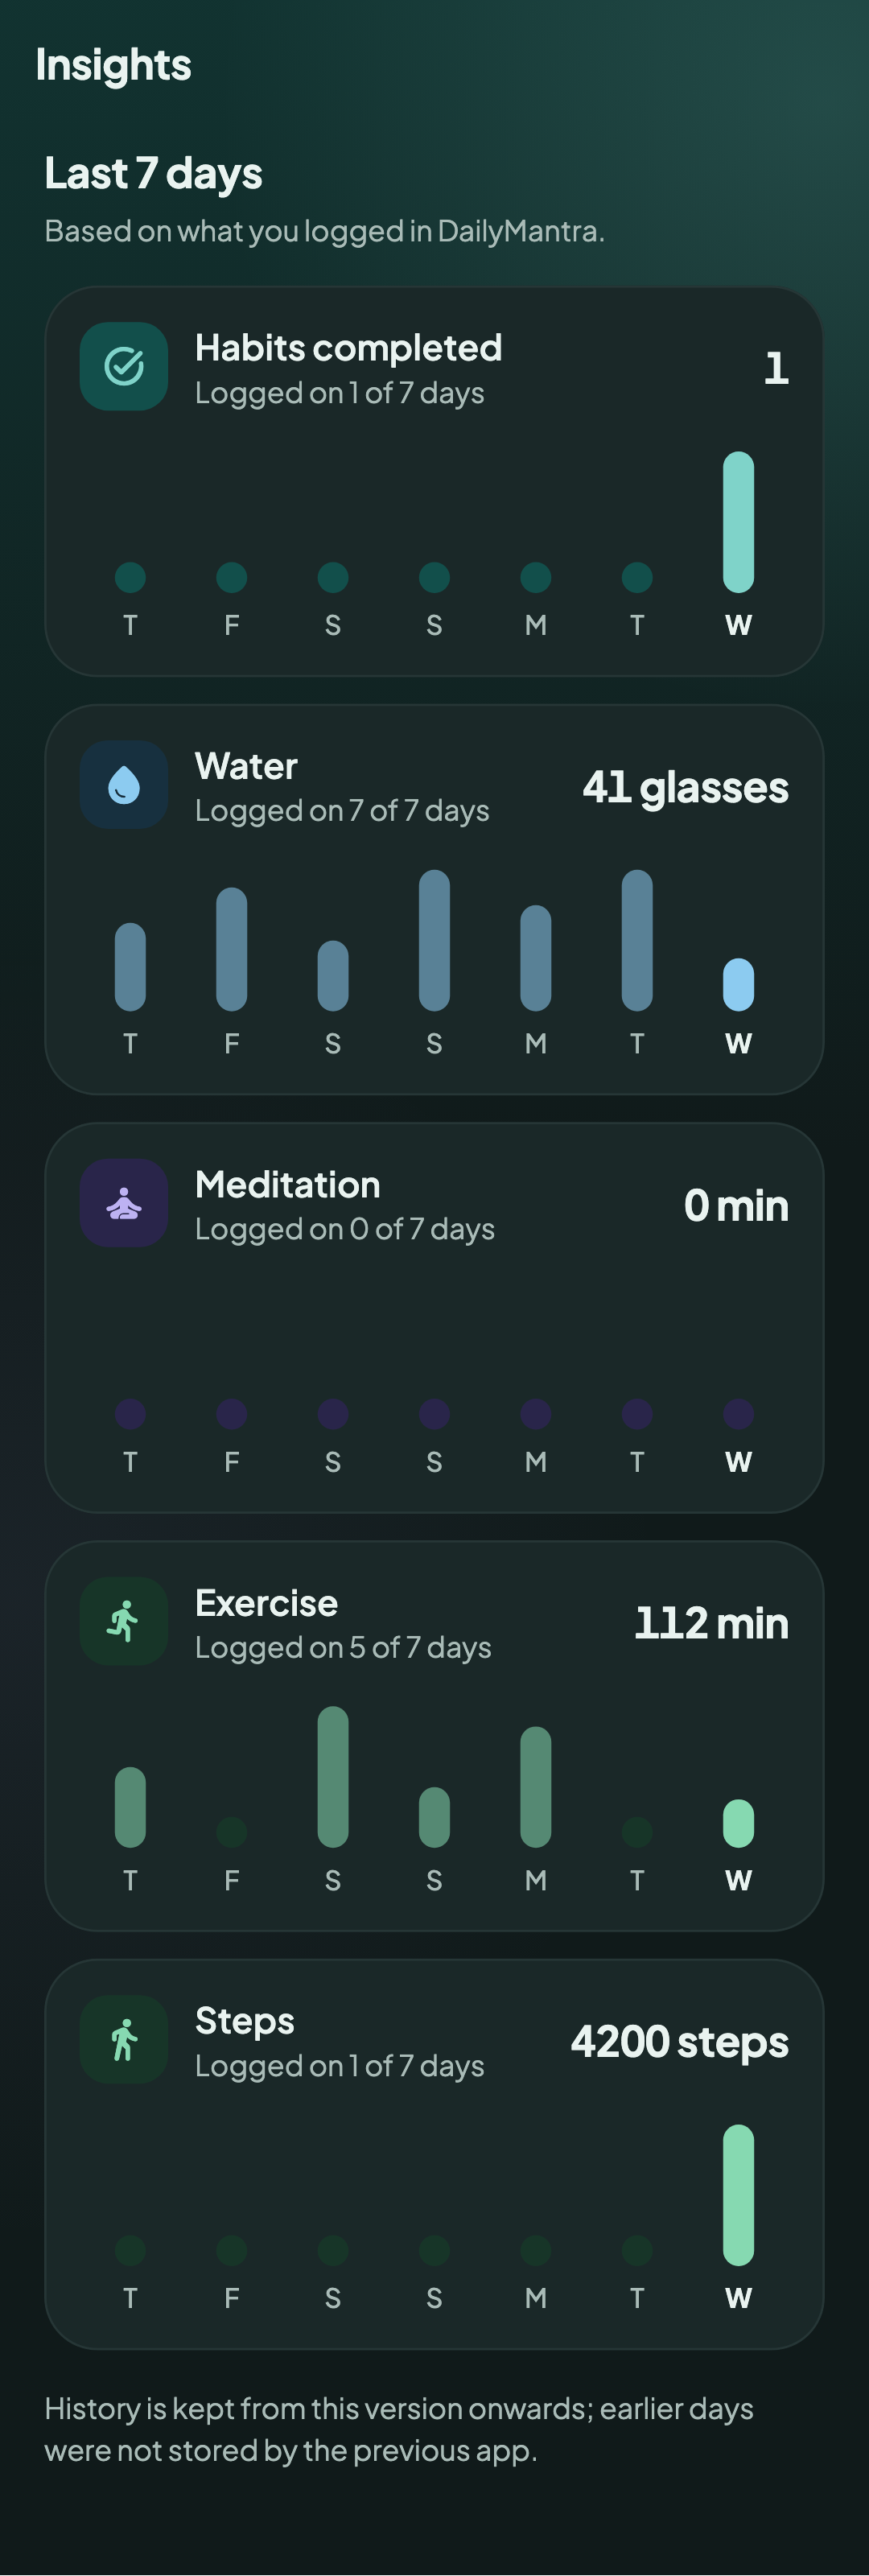 Insights
Last 7 days
Based on what you logged in DailyMantra.
Habits completed
Logged on 1 of 7 days
1
T F S S M T W
Water
Logged on 7 of 7 days
41 glasses
T F S S M T W
Meditation
Logged on 0 of 7 days
0 min
T F S S M T W
Exercise
Logged on 5 of 7 days
112 min
T F S S M T W
Steps
Logged on 1 of 7 days
4200 steps
T F S S M T W
History is kept from this version onwards; earlier days
were not stored by the previous app.